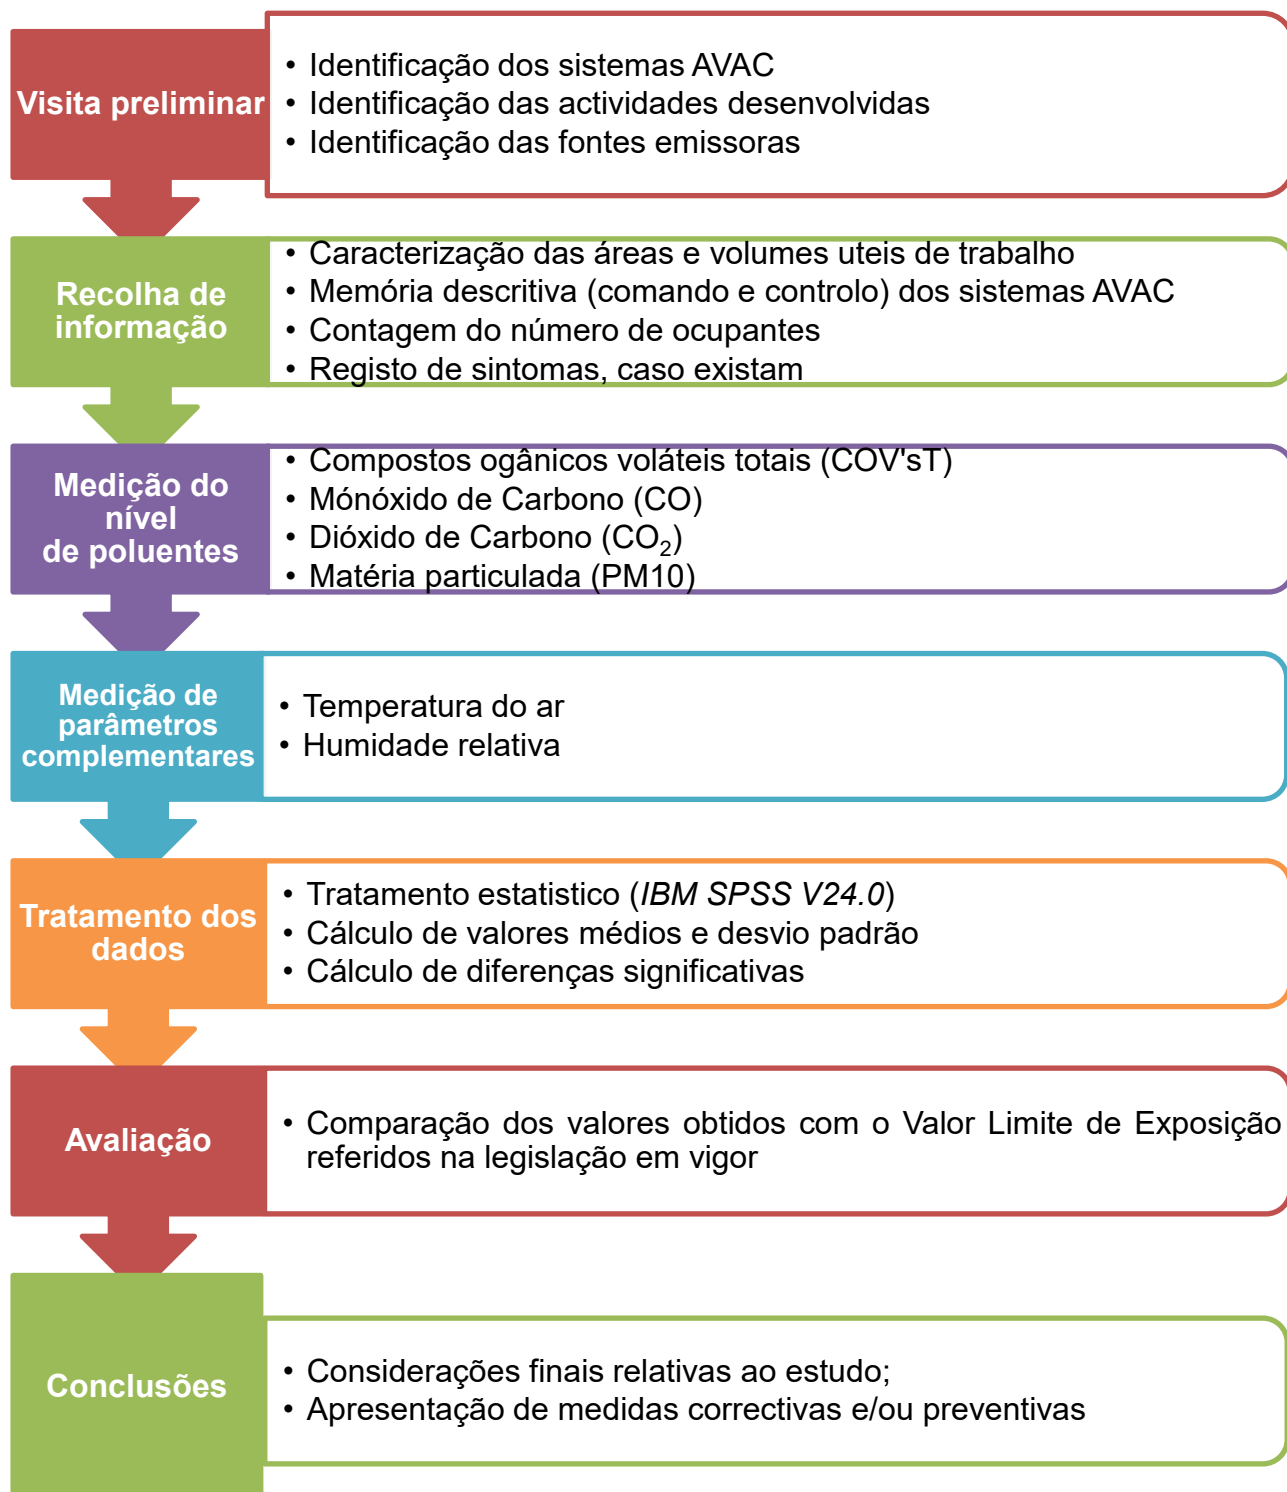 Visita preliminar
• Identificação dos sistemas AVAC
• Identificação das actividades desenvolvidas
• Identificação das fontes emissoras
Recolha de
informação
• Caracterização das áreas e volumes uteis de trabalho
• Memória descritiva (comando e controlo) dos sistemas AVAC
• Contagem do número de ocupantes
• Registo de sintomas, caso existam
Medição do
nível
de poluentes
• Compostos ogânicos voláteis totais (COV'sT)
• Mónóxido de Carbono (CO)
• Dióxido de Carbono (CO₂)
• Matéria particulada (PM10)
Medição de
parâmetros
complementares
• Temperatura do ar
• Humidade relativa
Tratamento dos
dados
• Tratamento estatistico (IBM SPSS V24.0)
• Cálculo de valores médios e desvio padrão
• Cálculo de diferenças significativas
Avaliação
• Comparação dos valores obtidos com o Valor Limite de Exposição
referidos na legislação em vigor
Conclusões
• Considerações finais relativas ao estudo;
• Apresentação de medidas correctivas e/ou preventivas